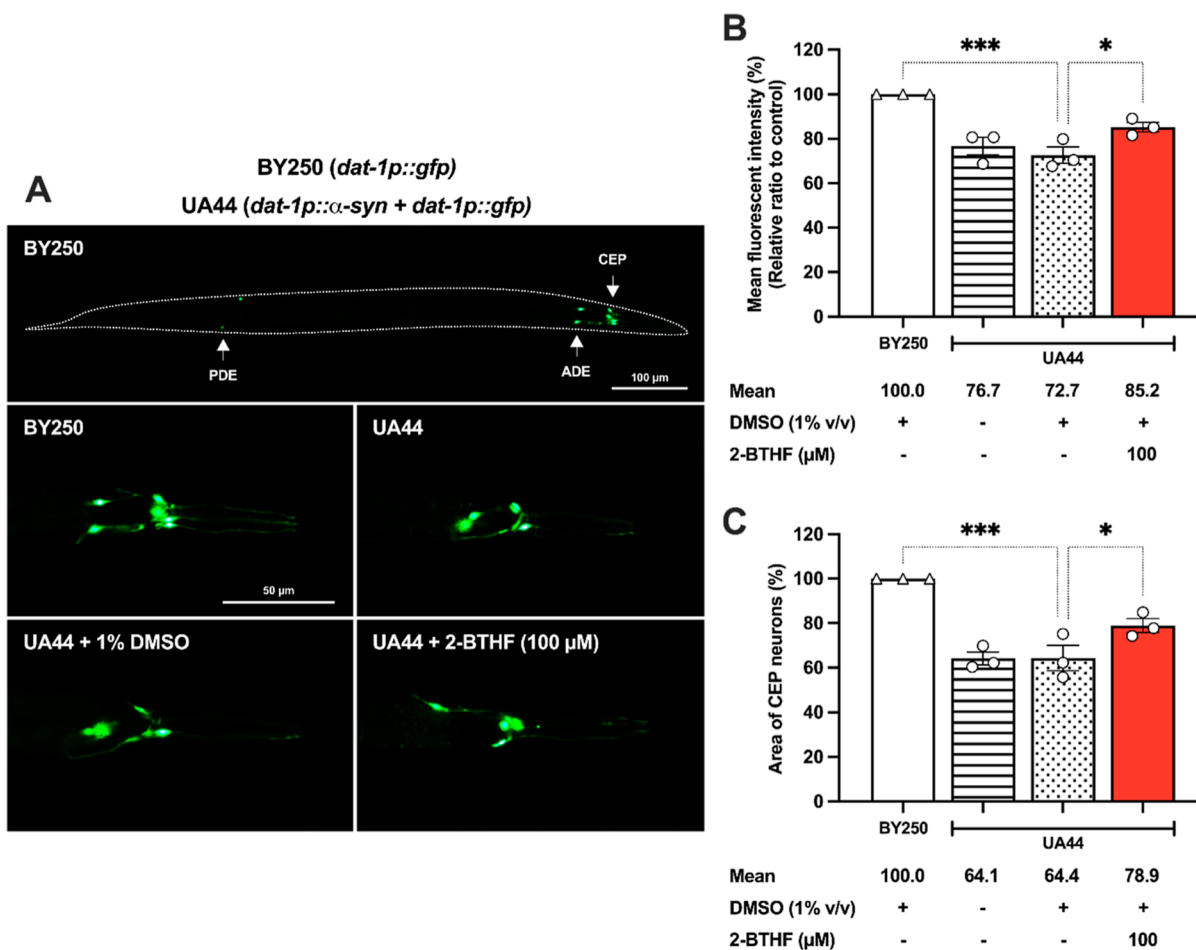 A
BY250 (dat-1p::gfp)
UA44 (dat-1p::α-syn + dat-1p::gfp)
BY250
CEP
PDE
ADE
100 µm
BY250
UA44
50 µm
UA44 + 1% DMSO
UA44 + 2-BTHF (100 µM)
B
Mean fluorescent intensity (%)
(Relative ratio to control)
120
100
80
60
40
20
0
*** *
BY250
UA44
Mean 100.0 76.7 72.7 85.2
DMSO (1% v/v) + - + +
2-BTHF (µM) - - - 100
C
Area of CEP neurons (%)
120
100
80
60
40
20
0
*** *
BY250
UA44
Mean 100.0 64.1 64.4 78.9
DMSO (1% v/v) + - + +
2-BTHF (µM) - - - 100